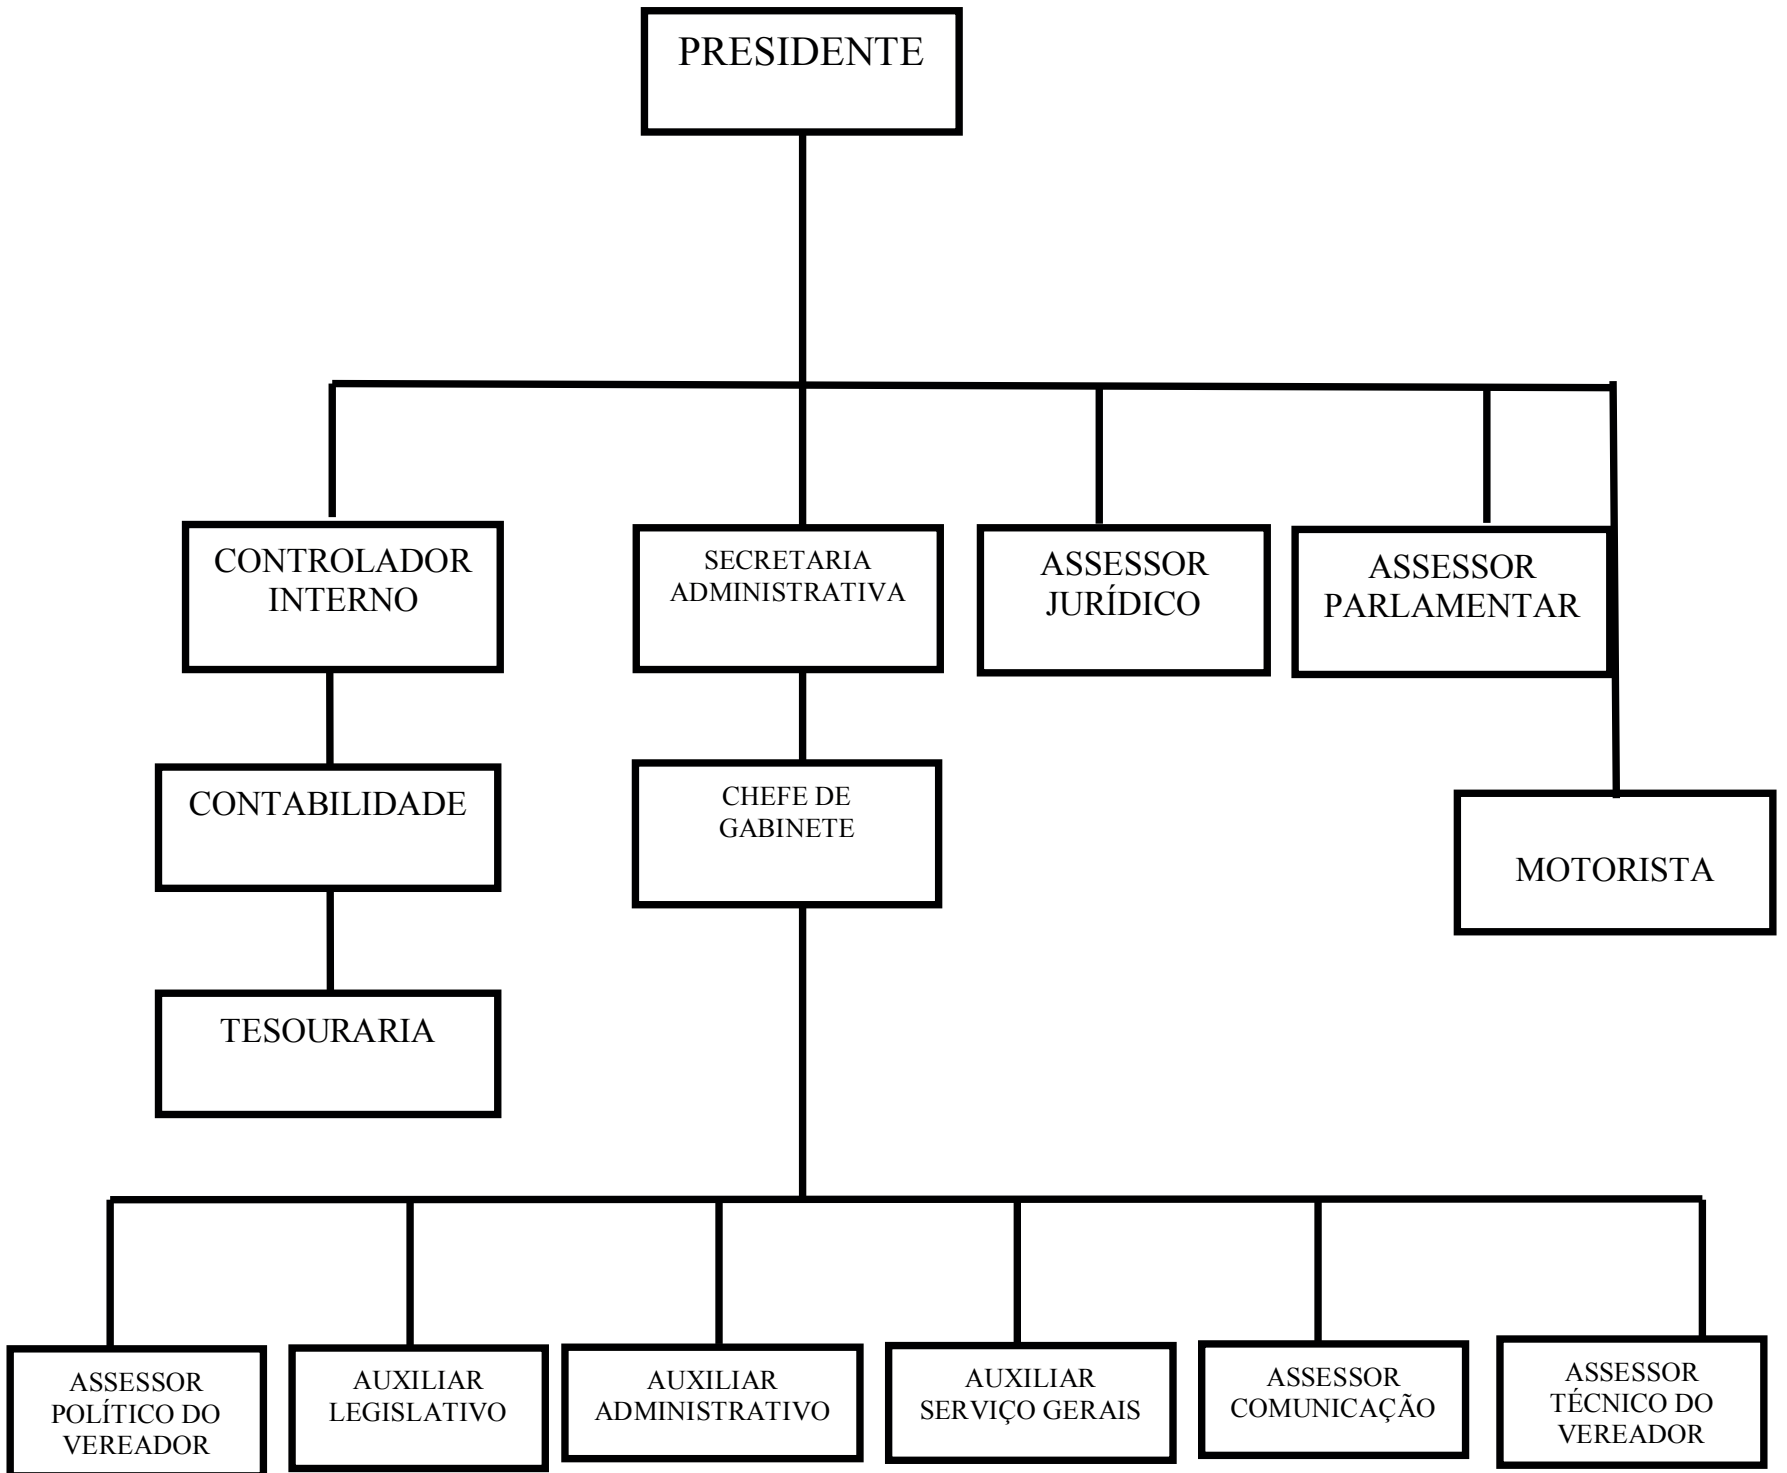 PRESIDENTE
CONTROLADOR
INTERNO
SECRETARIA
ADMINISTRATIVA
ASSESSOR
JURÍDICO
ASSESSOR
PARLAMENTAR
CONTABILIDADE
CHEFE DE
GABINETE
MOTORISTA
TESOURARIA
ASSESSOR
POLÍTICO DO
VEREADOR
AUXILIAR
LEGISLATIVO
AUXILIAR
ADMINISTRATIVO
AUXILIAR
SERVIÇO GERAIS
ASSESSOR
COMUNICAÇÃO
ASSESSOR
TÉCNICO DO
VEREADOR